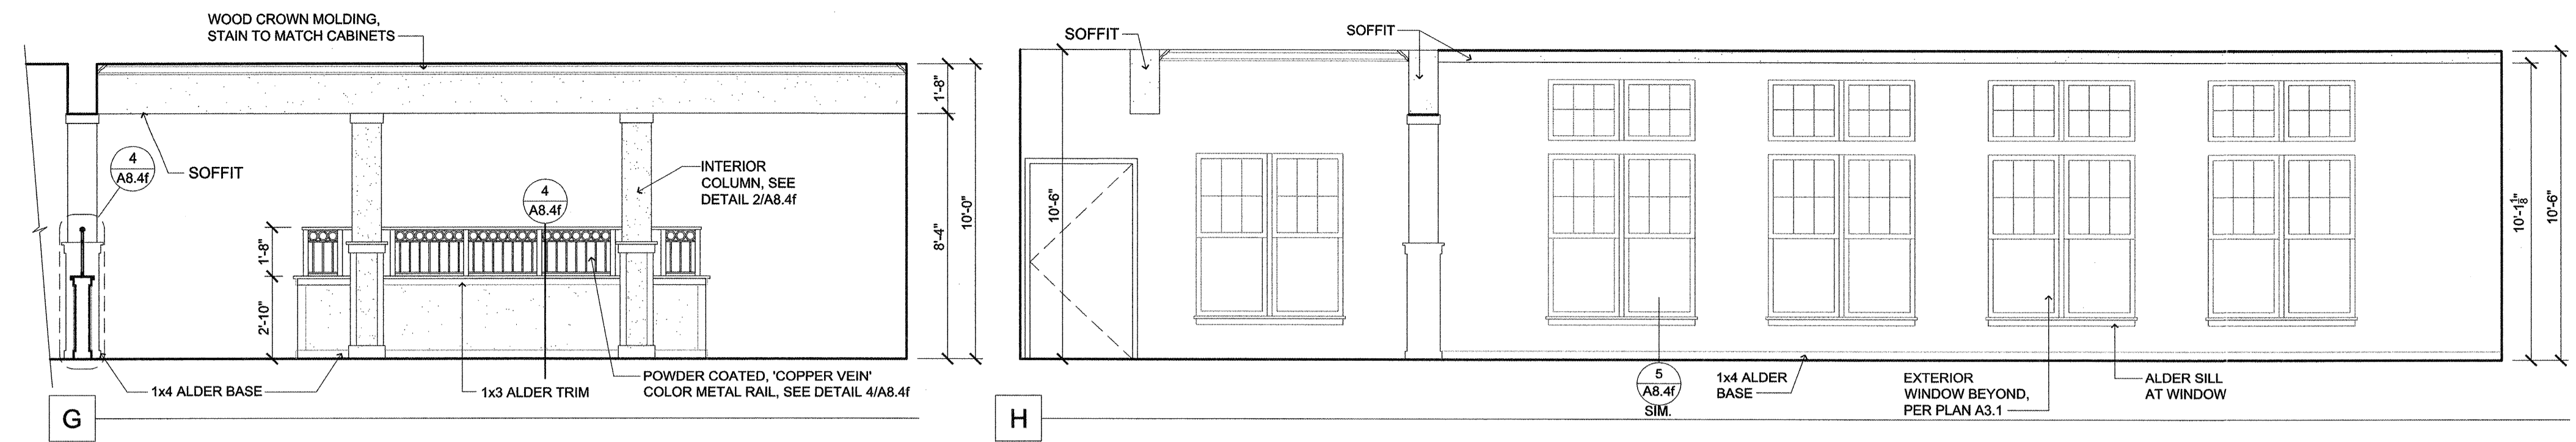 WOOD CROWN MOLDING,
STAIN TO MATCH CABINETS
4
A8.4f
SOFFIT
4
A8.4f
INTERIOR
COLUMN, SEE
DETAIL 2/A8.4f
1'-8"
2'-10"
1'-8"
8'-4"
10'-0"
1x4 ALDER BASE
1x3 ALDER TRIM
POWDER COATED, 'COPPER VEIN'
COLOR METAL RAIL, SEE DETAIL 4/A8.4f
G
SOFFIT
SOFFIT
10'-6"
10'-1 1/8"
10'-6"
5
A8.4f
SIM.
1x4 ALDER
BASE
EXTERIOR
WINDOW BEYOND,
PER PLAN A3.1
ALDER SILL
AT WINDOW
H